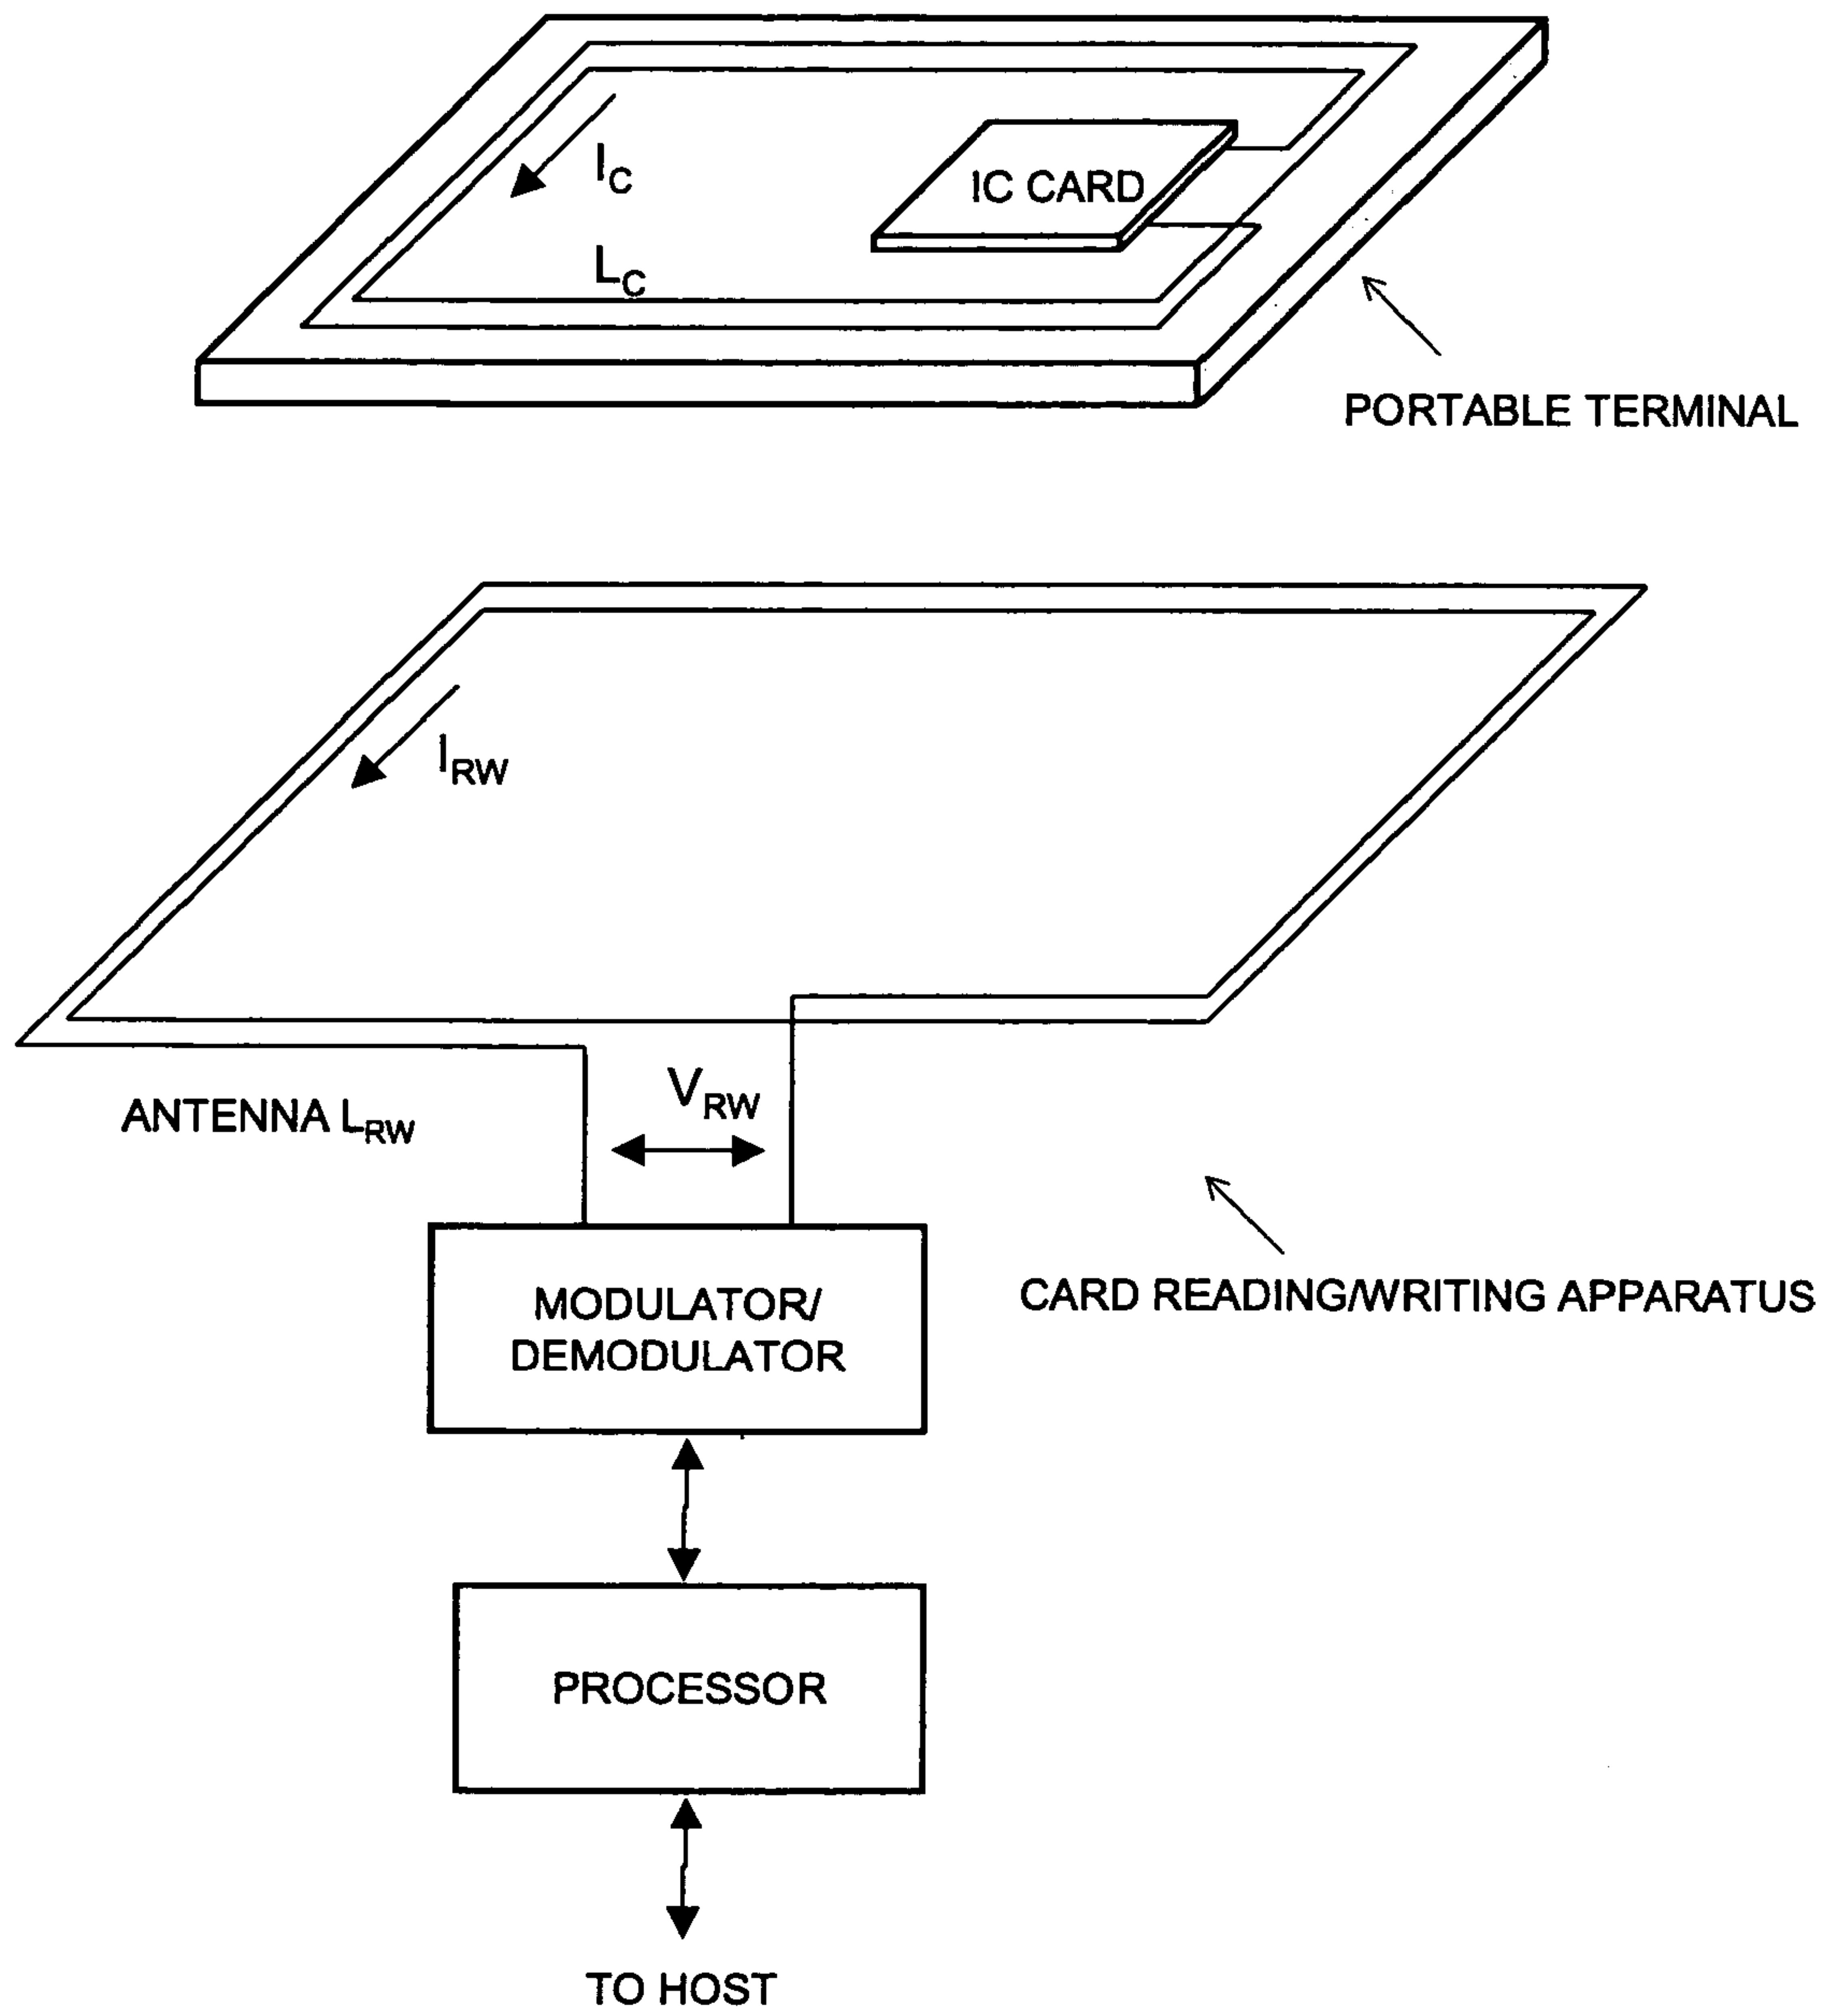 I_C
IC CARD
L_C
PORTABLE TERMINAL
I_RW
V_RW
ANTENNA L_RW
CARD READING/WRITING APPARATUS
MODULATOR/
DEMODULATOR
PROCESSOR
TO HOST